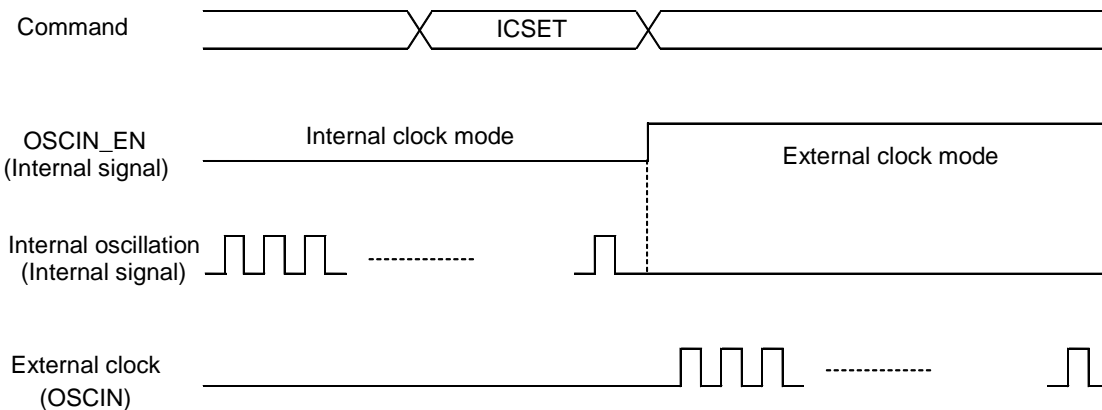 Command
ICSET
OSCIN_EN
(Internal signal)
Internal clock mode
External clock mode
Internal oscillation
(Internal signal)
External clock
(OSCIN)